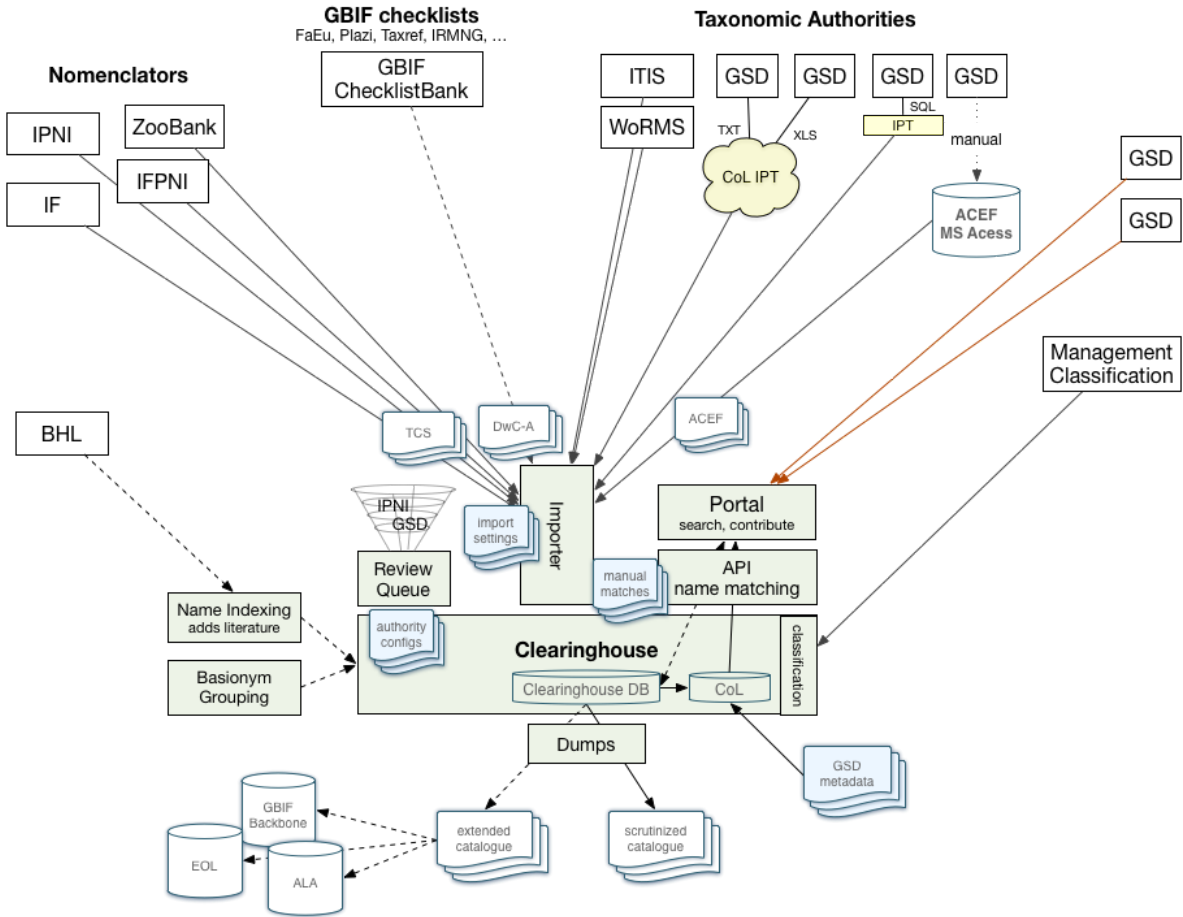 GBIF checklists
FaEu, Plazi, Taxref, IRMNG, …
Taxonomic Authorities
Nomenclators
GBIF
ChecklistBank
ITIS
GSD
GSD
GSD
GSD
WoRMS
TXT
XLS
SQL
IPT
manual
IPNI
ZooBank
IFPNI
IF
CoL IPT
GSD
GSD
ACEF
MS Acess
Management
Classification
BHL
TCS
DwC-A
ACEF
IPNI
GSD
import
settings
Importer
Portal
search, contribute
Review
Queue
manual
matches
API
name matching
Name Indexing
adds literature
authority
configs
Clearinghouse
classification
Basionym
Grouping
Clearinghouse DB
CoL
Dumps
GSD
metadata
GBIF
Backbone
EOL
ALA
extended
catalogue
scrutinized
catalogue